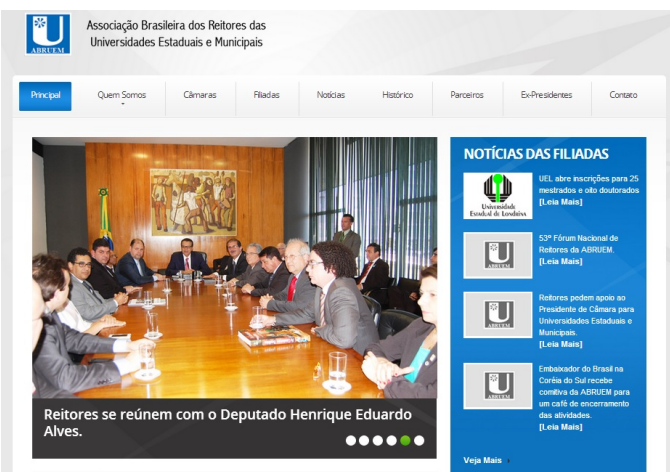 ABRUEM
Associação Brasileira dos Reitores das
Universidades Estaduais e Municipais
Principal
Quem Somos
Câmaras
Filiadas
Notícias
Histórico
Parceiros
Ex-Presidentes
Contato
Reitores se reúnem com o Deputado Henrique Eduardo
Alves.
NOTÍCIAS DAS FILIADAS
Universidade
Estadual de Londrina
UEL abre inscrições para 25
mestrados e oito doutorados
[Leia Mais]
ABRUEM
53º Fórum Nacional de
Reitores da ABRUEM.
[Leia Mais]
ABRUEM
Reitores pedem apoio ao
Presidente de Câmara para
Universidades Estaduais e
Municipais.
[Leia Mais]
ABRUEM
Embaixador do Brasil na
Coréia do Sul recebe
comitiva da ABRUEM para
um café de encerramento
das atividades.
[Leia Mais]
Veja Mais